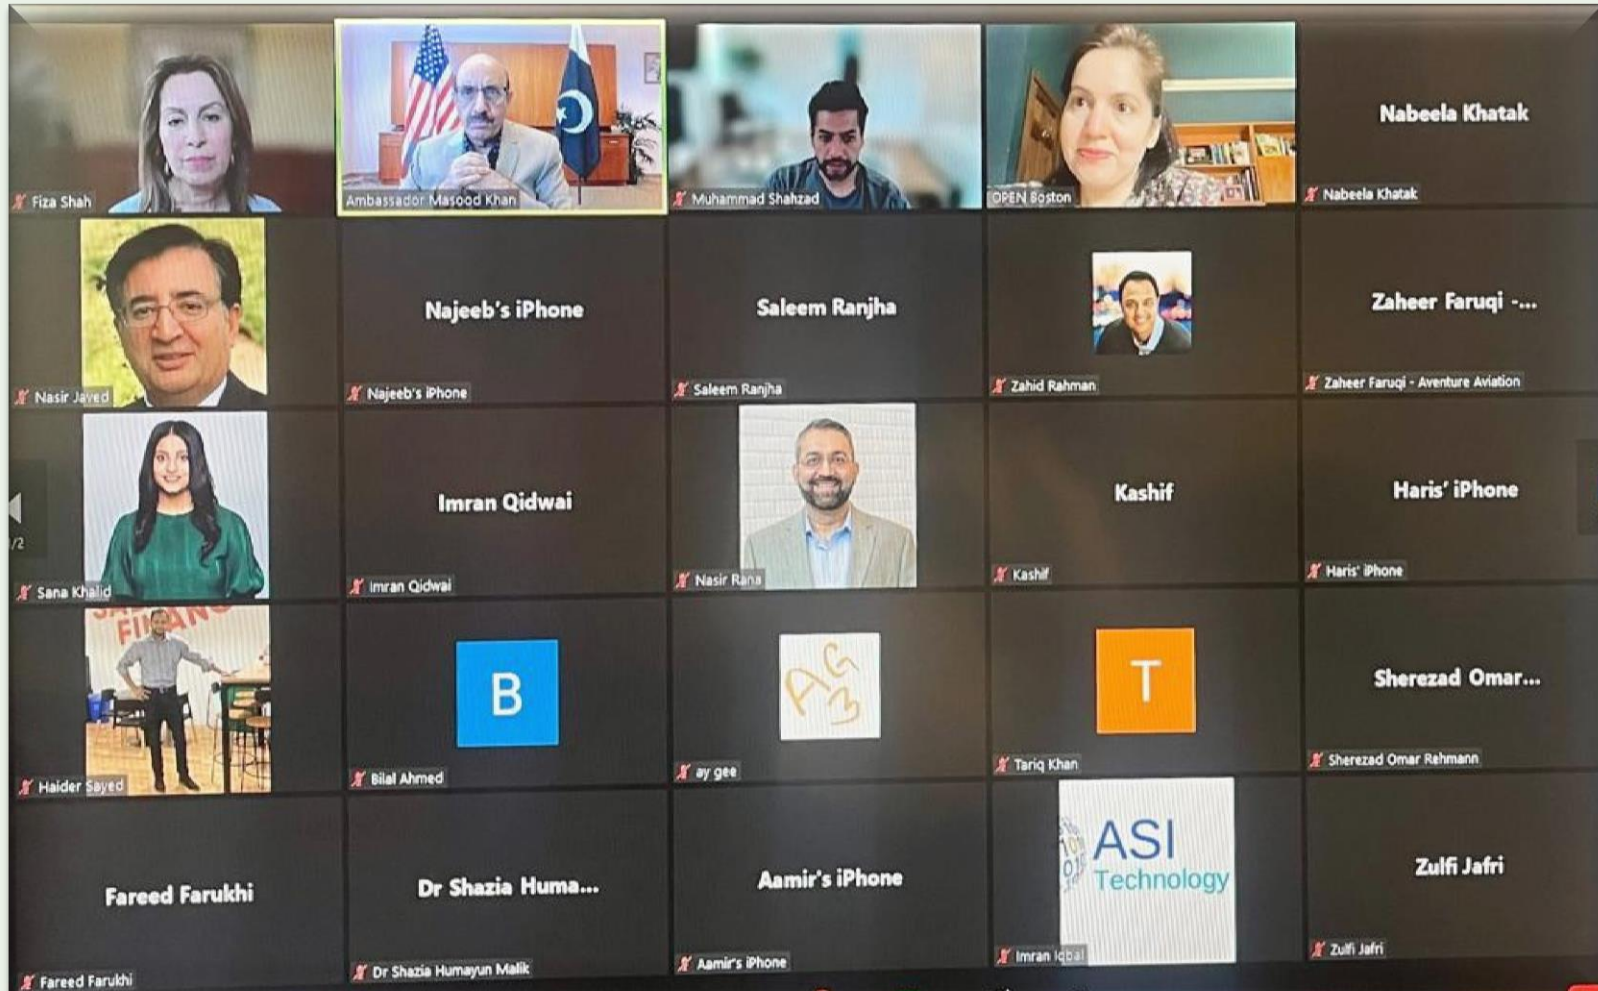 Fiza Shah
Ambassador Masood Khan
Muhammad Shahzad
OPEN Boston
Nabeela Khatak
Nabeela Khatak
Nasir Javed
Najeeb's iPhone
Najeeb's iPhone
Saleem Ranjha
Saleem Ranjha
Zahid Rahman
Zaheer Faruqi -...
Zaheer Faruqi - Aventure Aviation
/2
Sana Khalid
Imran Qidwai
Imran Qidwai
Nasir Rana
Kashif
Kashif
Haris' iPhone
Haris' iPhone
Haider Sayed
B
Bilal Ahmed
AG
3
ay gee
T
Tariq Khan
Sherezad Omar...
Sherezad Omar Rehmann
Fareed Farukhi
Fareed Farukhi
Dr Shazia Huma...
Dr Shazia Humayun Malik
Aamir's iPhone
Aamir's iPhone
ASI
Technology
Imran Iqbal
Zulfi Jafri
Zulfi Jafri